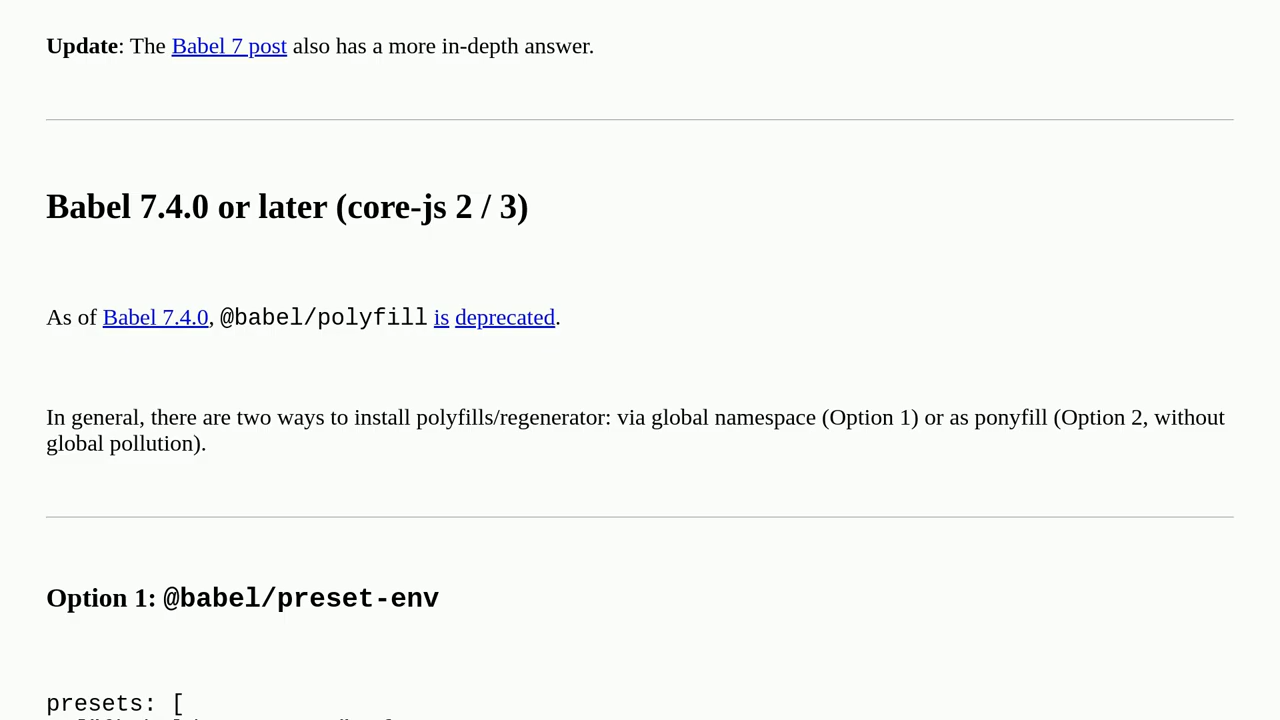 Update: The Babel 7 post also has a more in-depth answer.
Babel 7.4.0 or later (core-js 2 / 3)
As of Babel 7.4.0, @babel/polyfill is deprecated.
In general, there are two ways to install polyfills/regenerator: via global namespace (Option 1) or as ponyfill (Option 2, without
global pollution).
Option 1: @babel/preset-env
presets: [